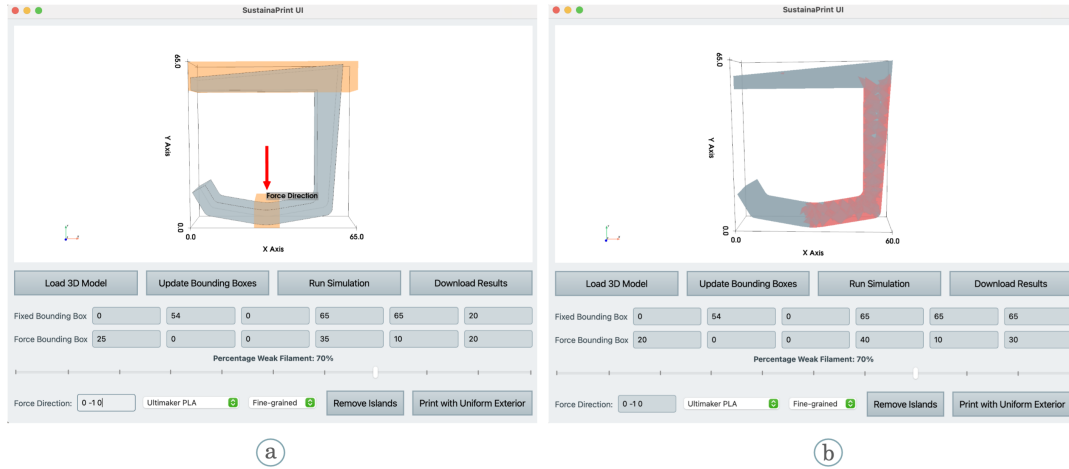 SustainaPrint UI
65.0
Y Axis
Force Direction
0.0
0.0
65.0
X Axis
Load 3D Model Update Bounding Boxes Run Simulation Download Results
Fixed Bounding Box 0 54 0 65 65 20
Force Bounding Box 25 0 0 35 10 20
Percentage Weak Filament: 70%
Force Direction: 0 -1 0 Ultimaker PLA Fine-grained Remove Islands Print with Uniform Exterior
a
SustainaPrint UI
65.0
Y Axis
0.0
0.0
60.0
X Axis
Load 3D Model Update Bounding Boxes Run Simulation Download Results
Fixed Bounding Box 0 54 0 65 65 65
Force Bounding Box 20 0 0 40 10 30
Percentage Weak Filament: 70%
Force Direction: 0 -1 0 Ultimaker PLA Fine-grained Remove Islands Print with Uniform Exterior
b